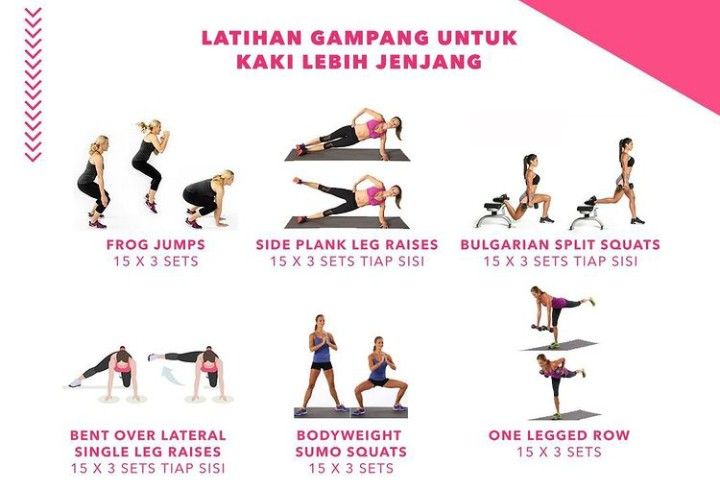 LATIHAN GAMPANG UNTUK
KAKI LEBIH JENJANG
FROG JUMPS
15 X 3 SETS
SIDE PLANK LEG RAISES
15 X 3 SETS TIAP SISI
BULGARIAN SPLIT SQUATS
15 X 3 SETS TIAP SISI
BENT OVER LATERAL
SINGLE LEG RAISES
15 X 3 SETS TIAP SISI
BODYWEIGHT
SUMO SQUATS
15 X 3 SETS
ONE LEGGED ROW
15 X 3 SETS